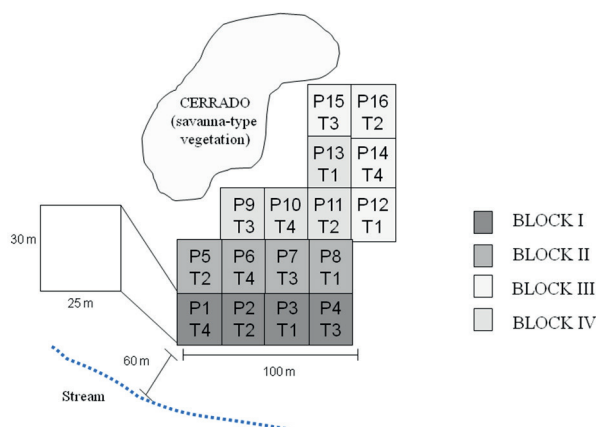 CERRADO
(savanna-type
vegetation)
P15 P16
T3 T2
P13 P14
T1 T4
P9 P10 P11 P12
T3 T4 T2 T1
P5 P6 P7 P8
T2 T4 T3 T1
P1 P2 P3 P4
T4 T2 T1 T3
30 m
25 m
60 m
100 m
Stream
BLOCK I
BLOCK II
BLOCK III
BLOCK IV